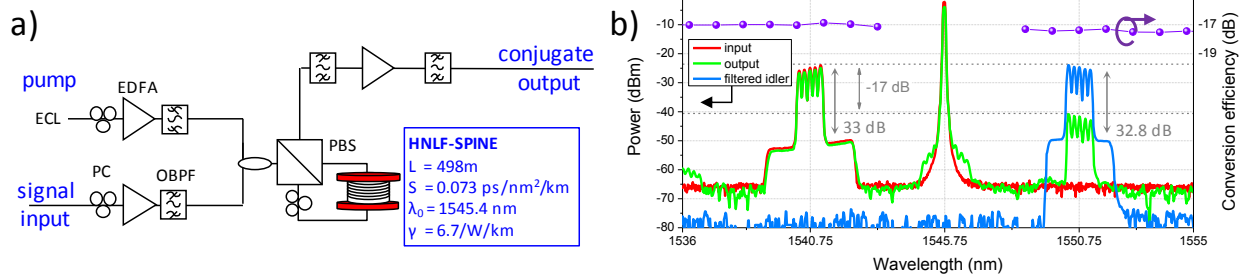 a)
pump
ECL
EDFA
PC
OBPF
signal
input
PBS
conjugate
output
HNLF-SPINE
L = 498m
S = 0.073 ps/nm²/km
λ₀ = 1545.4 nm
γ = 6.7/W/km
b)
Power (dBm)
-10
-30
-40
-50
-60
-70
-80
input
output
filtered idler
-17 dB
33 dB
32.8 dB
-17
-19
Conversion efficiency (dB)
1536
1540.75
1545.75
1550.75
1555
Wavelength (nm)